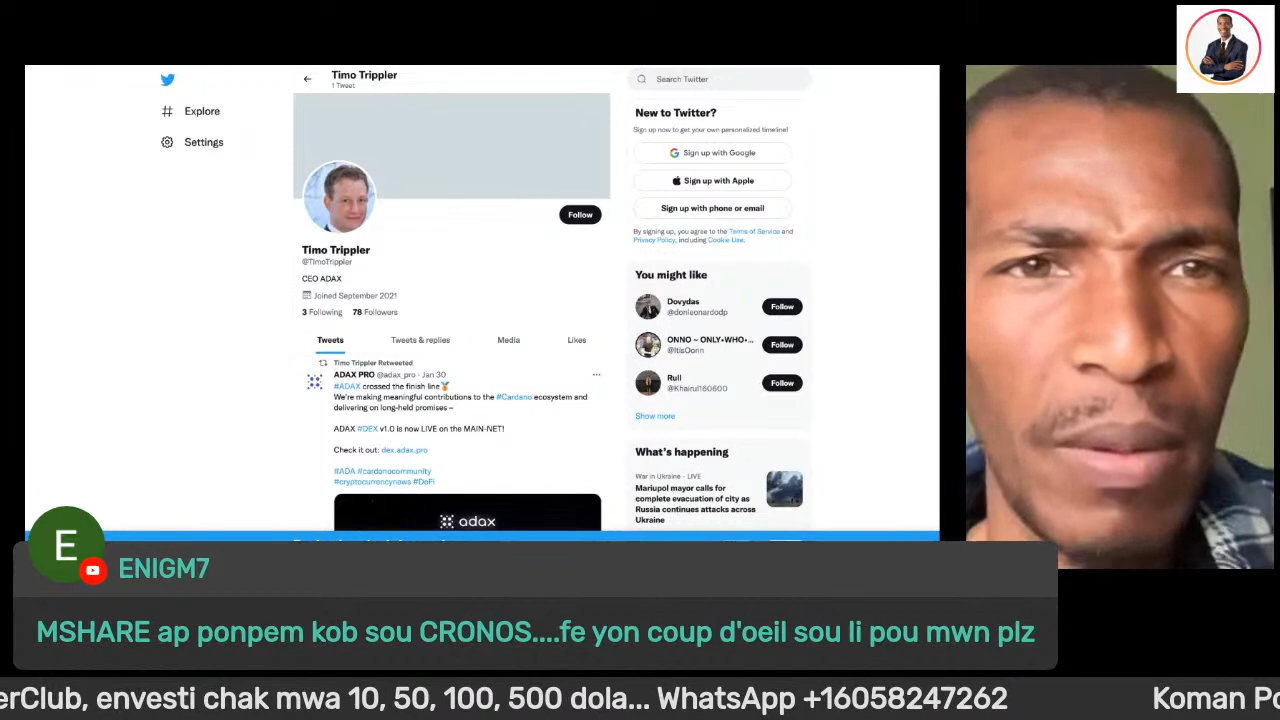 Timo Trippler
1 Tweet
Explore
Settings
Follow
Timo Trippler
@TimoTrippler
CEO ADAX
Joined September 2021
3 Following 78 Followers
Tweets Tweets & replies Media Likes
Timo Trippler Retweeted
ADAX PRO @adax_pro · Jan 30
#ADAX crossed the finish line🏅
We're making meaningful contributions to the #Cardano ecosystem and
delivering on long-held promises –
ADAX #DEX v1.0 is now LIVE on the MAIN-NET!
Check it out: dex.adax.pro
#ADA #cardanocommunity
#cryptocurrencynews #DeFi
adax
Search Twitter
New to Twitter?
Sign up now to get your own personalized timeline!
Sign up with Google
Sign up with Apple
Sign up with phone or email
By signing up, you agree to the Terms of Service and
Privacy Policy, including Cookie Use.
You might like
Dovydas
@donleonardodp
Follow
ONNO ~ ONLY•WHO•...
@ItisOonn
Follow
Rull
@Khairul160600
Follow
Show more
What's happening
War in Ukraine · LIVE
Mariupol mayor calls for
complete evacuation of city as
Russia continues attacks across
Ukraine
E
ENIGM7
MSHARE ap ponpem kob sou CRONOS....fe yon coup d'oeil sou li pou mwn plz
erClub, envesti chak mwa 10, 50, 100, 500 dola... WhatsApp +16058247262 Koman Po